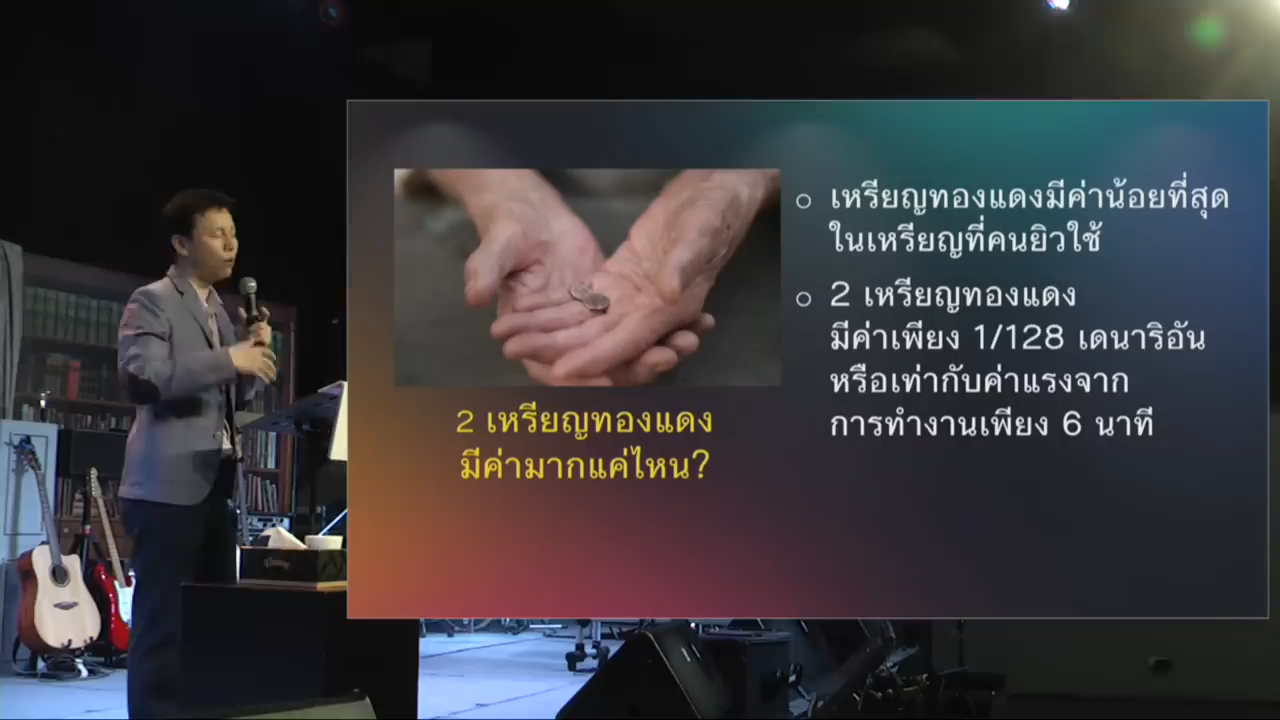 2 เหรียญทองแดง
มีค่ามากแค่ไหน?
เหรียญทองแดงมีค่าน้อยที่สุด
ในเหรียญที่คนยิวใช้
2 เหรียญทองแดง
มีค่าเพียง 1/128 เดนาริอัน
หรือเท่ากับค่าแรงจาก
การทำงานเพียง 6 นาที